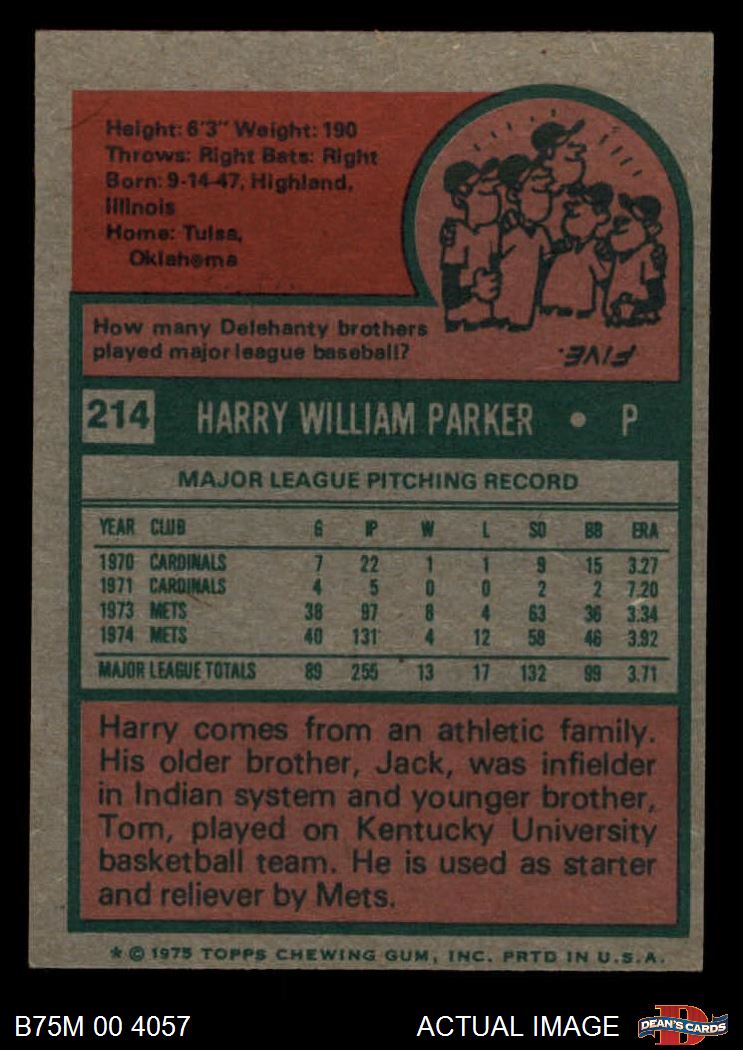 Height: 6'3" Weight: 190
Throws: Right Bats: Right
Born: 9-14-47, Highland,
Illinois
Home: Tulsa,
Oklahoma
How many Delehanty brothers
played major league baseball?
FIVE.
214 HARRY WILLIAM PARKER • P
MAJOR LEAGUE PITCHING RECORD
YEAR CLUB G IP W L SO BB ERA
1970 CARDINALS 7 22 1 1 9 15 3.27
1971 CARDINALS 4 5 0 0 2 2 7.20
1973 METS 38 97 8 4 63 36 3.34
1974 METS 40 131 4 12 58 46 3.92
MAJOR LEAGUE TOTALS 89 255 13 17 132 99 3.71
Harry comes from an athletic family.
His older brother, Jack, was infielder
in Indian system and younger brother,
Tom, played on Kentucky University
basketball team. He is used as starter
and reliever by Mets.
* © 1975 TOPPS CHEWING GUM, INC. PRTD IN U.S.A.
B75M 00 4057 ACTUAL IMAGE D DEAN'S CARDS